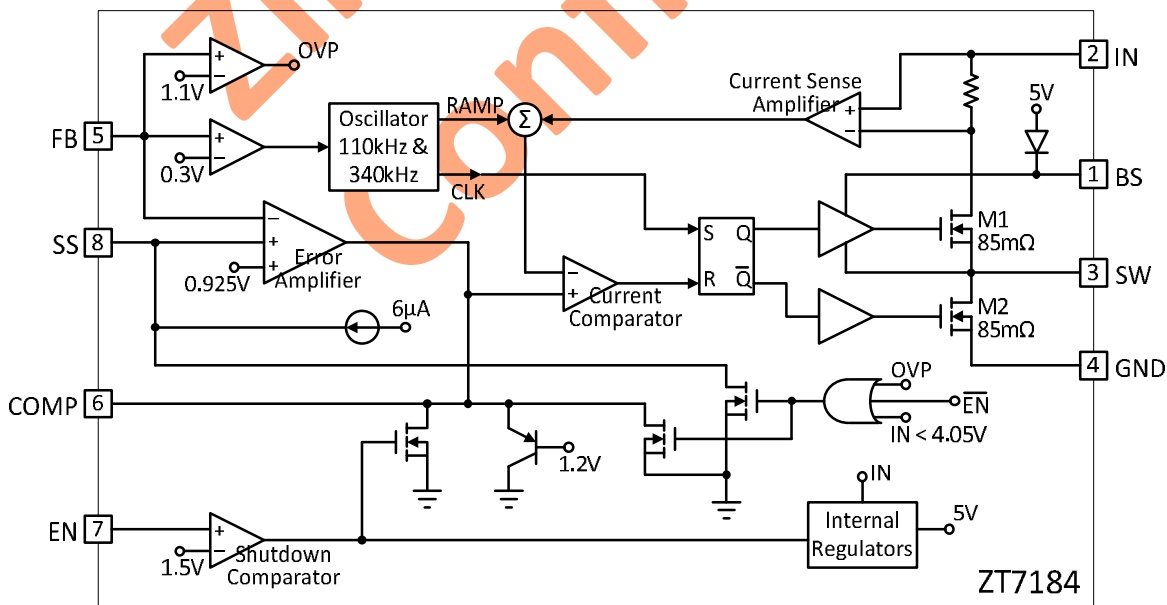 OVP
1.1V
FB 5
0.3V
Oscillator
110kHz &
340kHz
RAMP
CLK
Σ
Current Sense
Amplifier
+
−
2 IN
5V
1 BS
SS 8
+
−
+
−
−
+
+
Error
Amplifier
0.925V
6µA
−
+
Current
Comparator
S Q
R Q̅
M1
85mΩ
3 SW
M2
85mΩ
4 GND
COMP 6
1.2V
OVP
E̅N̅
IN < 4.05V
EN 7
+
−
1.5V
Shutdown
Comparator
IN
Internal
Regulators
5V
ZT7184